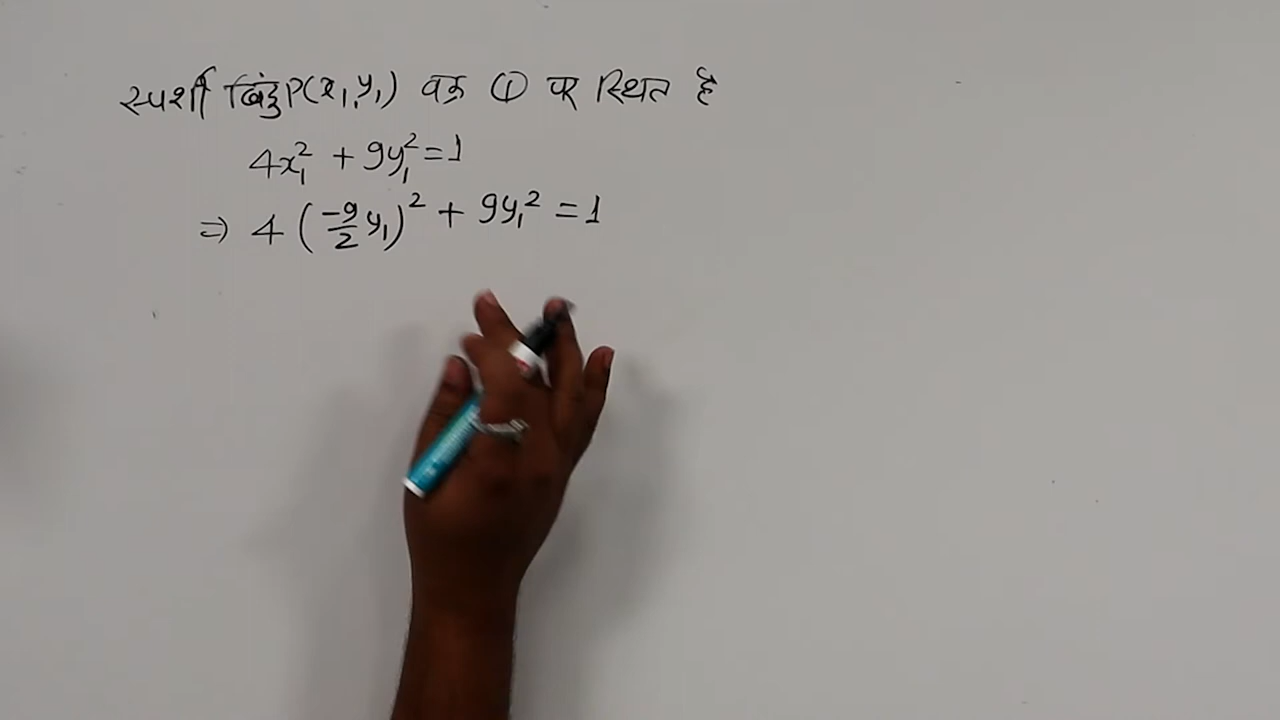 स्पर्श बिंदु P(x₁, y₁) वक्र ① पर स्थित है
4x₁² + 9y₁² = 1
⇒ 4(-9/2 y₁)² + 9y₁² = 1